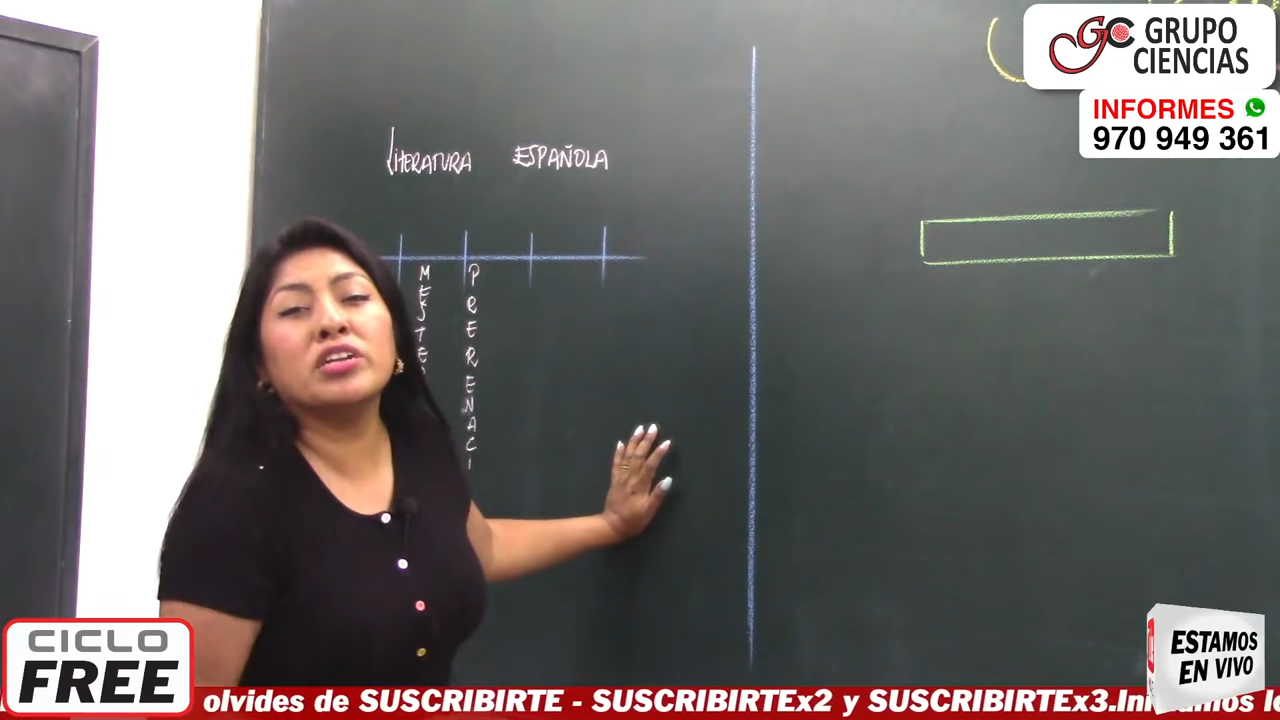 GRUPO
CIENCIAS
INFORMES
970 949 361
LITERATURA ESPAÑOLA
MESTE
PRERENACI
CICLO
FREE
ESTAMOS
EN VIVO
olvides de SUSCRIBIRTE - SUSCRIBIRTEx2 y SUSCRIBIRTEx3.